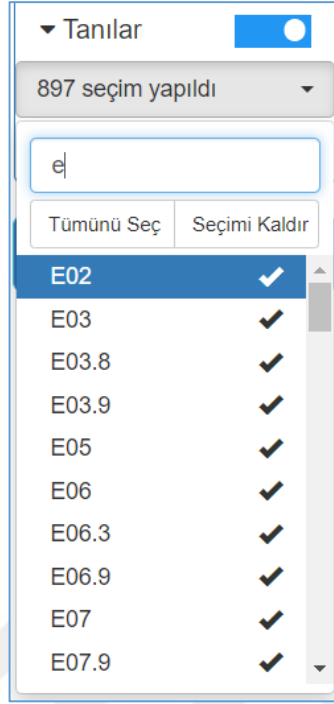 Tanılar
897 seçim yapıldı
e
Tümünü Seç Seçimi Kaldır
E02
E03
E03.8
E03.9
E05
E06
E06.3
E06.9
E07
E07.9